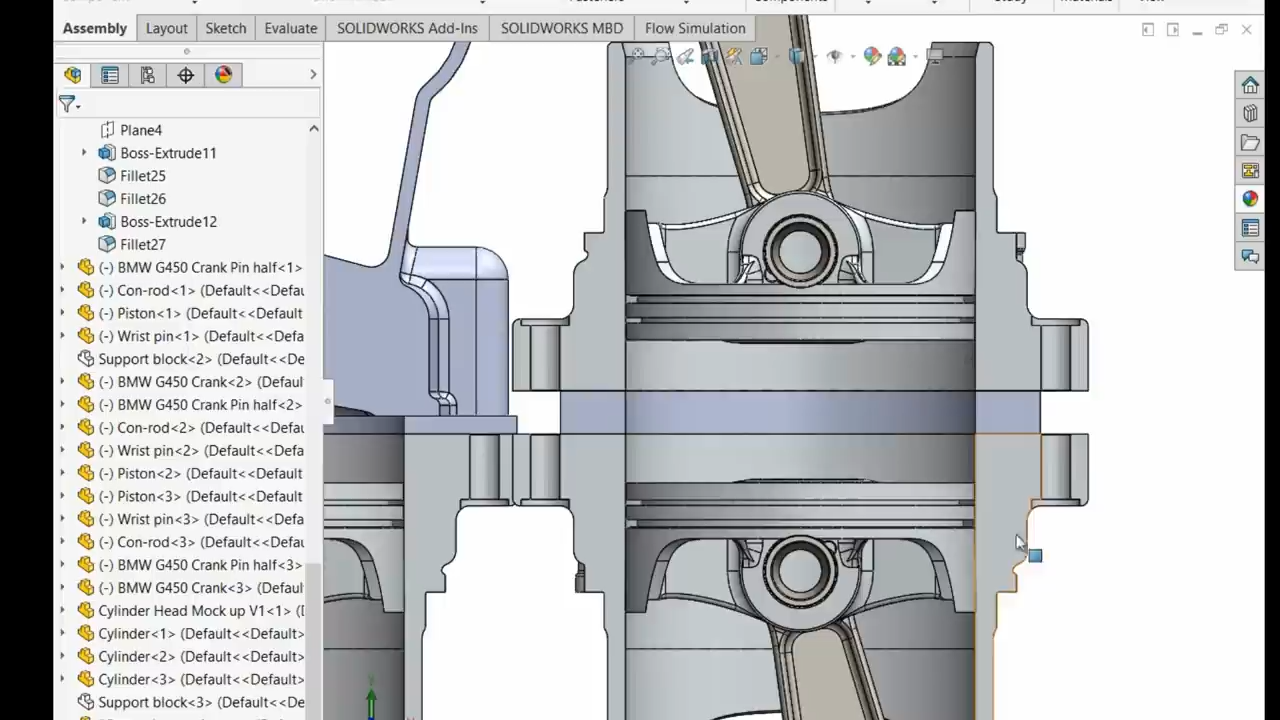 Assembly Layout Sketch Evaluate SOLIDWORKS Add-Ins SOLIDWORKS MBD Flow Simulation
Plane4
Boss-Extrude11
Fillet25
Fillet26
Boss-Extrude12
Fillet27
(-) BMW G450 Crank Pin half<1>
(-) Con-rod<1> (Default<<Defau
(-) Piston<1> (Default<<Default
(-) Wrist pin<1> (Default<<Defa
Support block<2> (Default<<De
(-) BMW G450 Crank<2> (Defaul
(-) BMW G450 Crank Pin half<2>
(-) Con-rod<2> (Default<<Defau
(-) Wrist pin<2> (Default<<Defa
(-) Piston<2> (Default<<Default
(-) Piston<3> (Default<<Default
(-) Wrist pin<3> (Default<<Defa
(-) Con-rod<3> (Default<<Defau
(-) BMW G450 Crank Pin half<3>
(-) BMW G450 Crank<3> (Defaul
Cylinder Head Mock up V1<1> (D
Cylinder<1> (Default<<Default>
Cylinder<2> (Default<<Default>
Cylinder<3> (Default<<Default>
Support block<3> (Default<<De